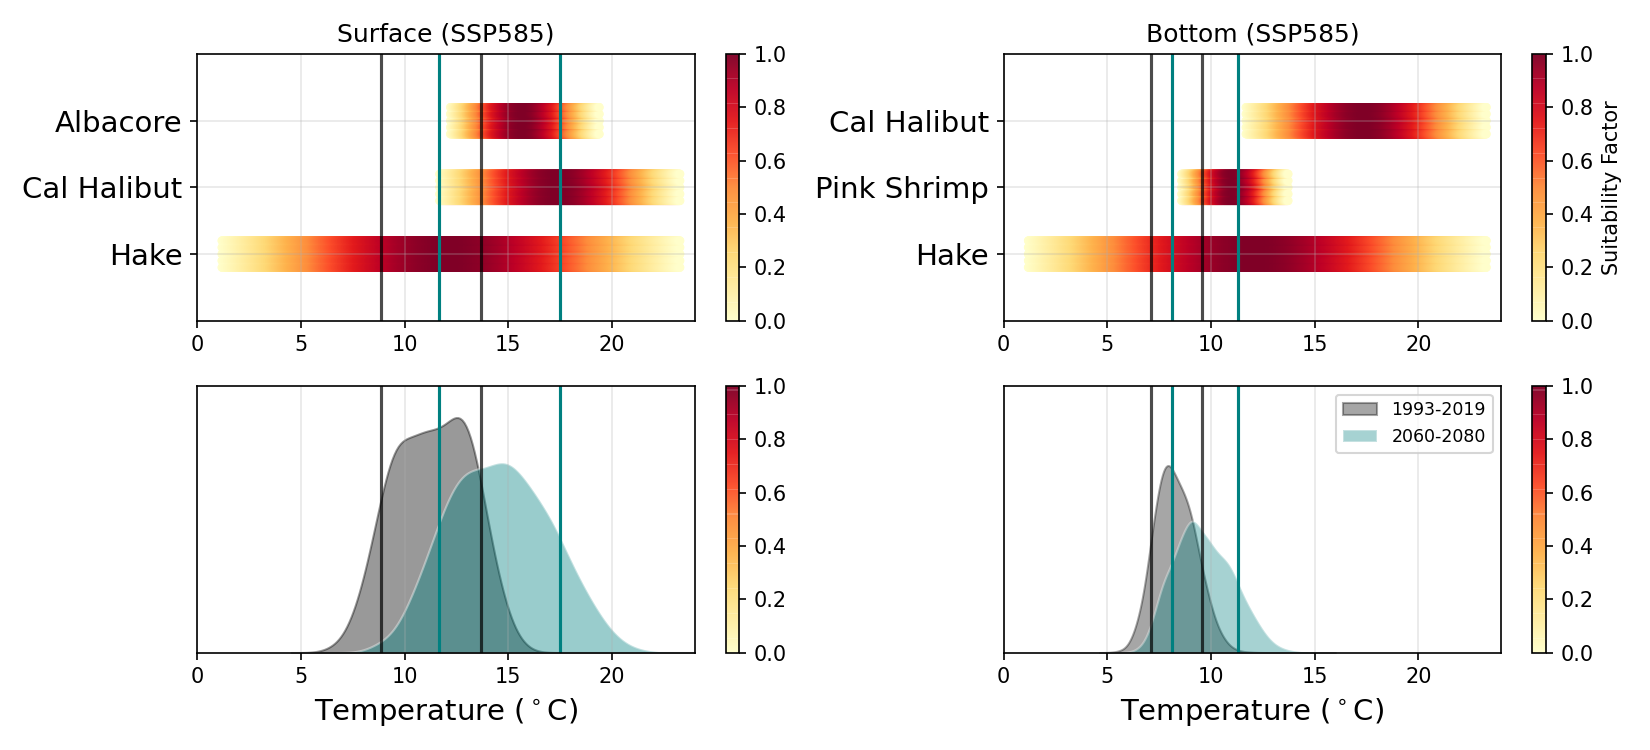 Surface (SSP585)
Albacore
Cal Halibut
Hake
0 5 10 15 20
1.0
0.8
0.6
0.4
0.2
0.0
Bottom (SSP585)
Cal Halibut
Pink Shrimp
Hake
0 5 10 15 20
1.0
0.8
0.6
0.4
0.2
0.0
Suitability Factor
0 5 10 15 20
Temperature (°C)
1.0
0.8
0.6
0.4
0.2
0.0
1993-2019
2060-2080
0 5 10 15 20
Temperature (°C)
1.0
0.8
0.6
0.4
0.2
0.0